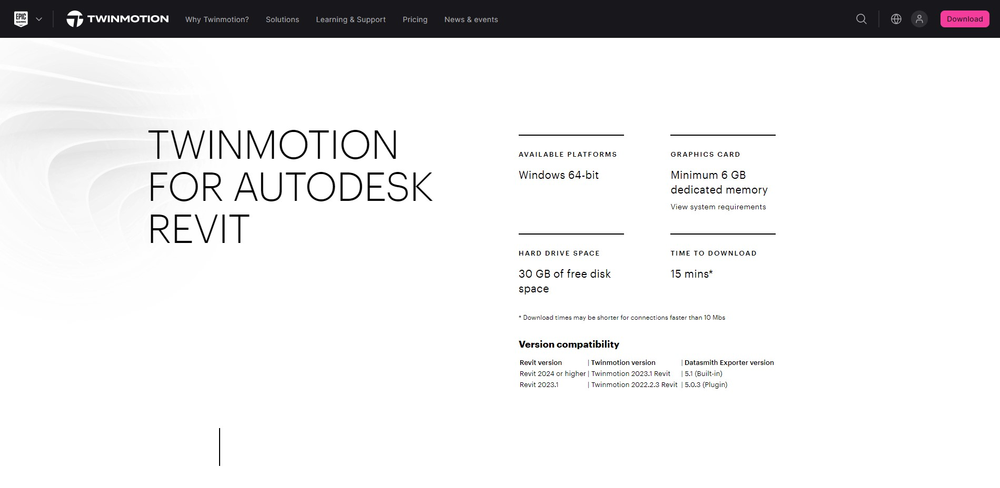 EPIC GAMES
TWINMOTION
Why Twinmotion?
Solutions
Learning & Support
Pricing
News & events
Download
TWINMOTION
FOR AUTODESK
REVIT
AVAILABLE PLATFORMS
Windows 64-bit
GRAPHICS CARD
Minimum 6 GB
dedicated memory
View system requirements
HARD DRIVE SPACE
30 GB of free disk
space
TIME TO DOWNLOAD
15 mins*
* Download times may be shorter for connections faster than 10 Mbs
Version compatibility
Revit version | Twinmotion version | Datasmith Exporter version
Revit 2024 or higher | Twinmotion 2023.1 Revit | 5.1 (Built-in)
Revit 2023.1 | Twinmotion 2022.2.3 Revit | 5.0.3 (Plugin)